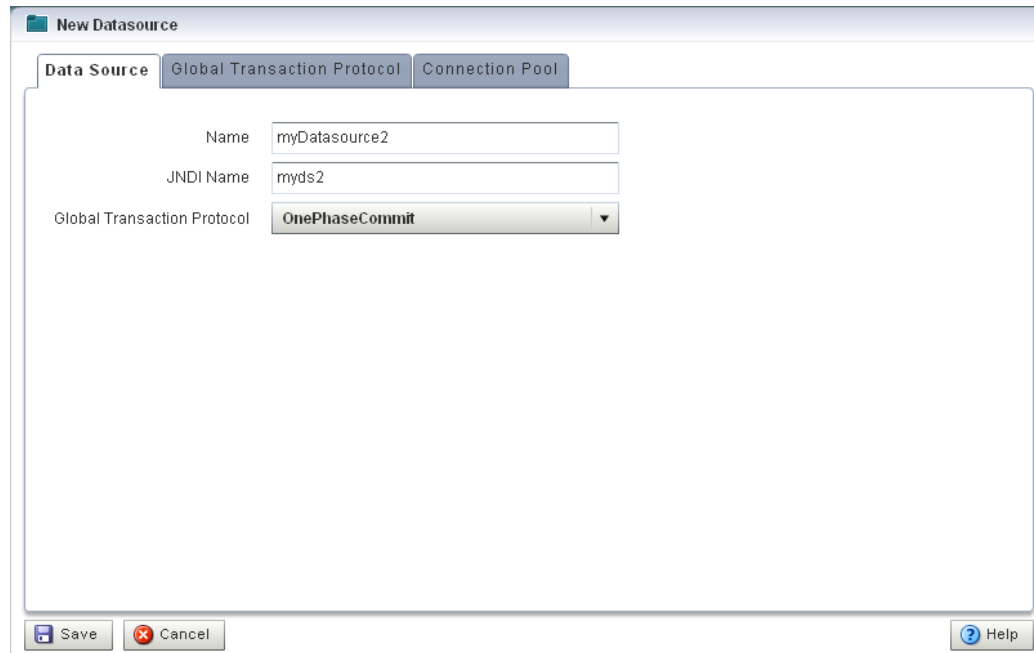 New Datasource
Data Source Global Transaction Protocol Connection Pool
Name myDatasource2
JNDI Name myds2
Global Transaction Protocol OnePhaseCommit
Save Cancel Help